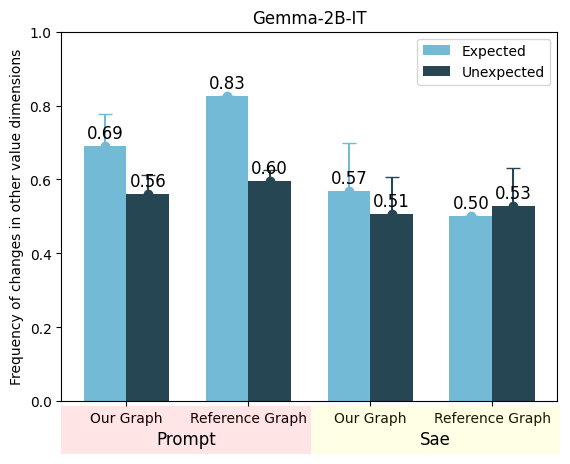 Gemma-2B-IT
Frequency of changes in other value dimensions
1.0
0.8
0.6
0.4
0.2
0.0
Expected
Unexpected
0.69
0.56
0.83
0.60
0.57
0.51
0.50
0.53
Our Graph
Reference Graph
Our Graph
Reference Graph
Prompt
Sae